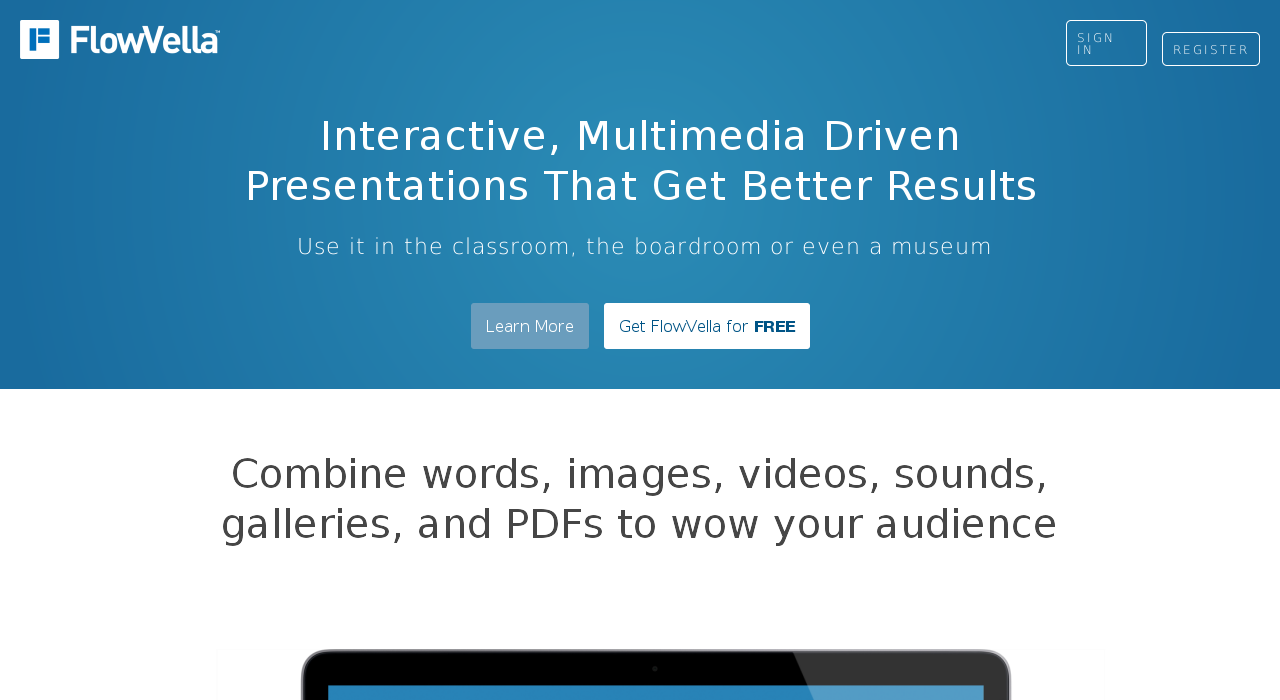 FlowVella™
SIGN
IN
REGISTER
Interactive, Multimedia Driven
Presentations That Get Better Results
Use it in the classroom, the boardroom or even a museum
Learn More
Get FlowVella for FREE
Combine words, images, videos, sounds,
galleries, and PDFs to wow your audience